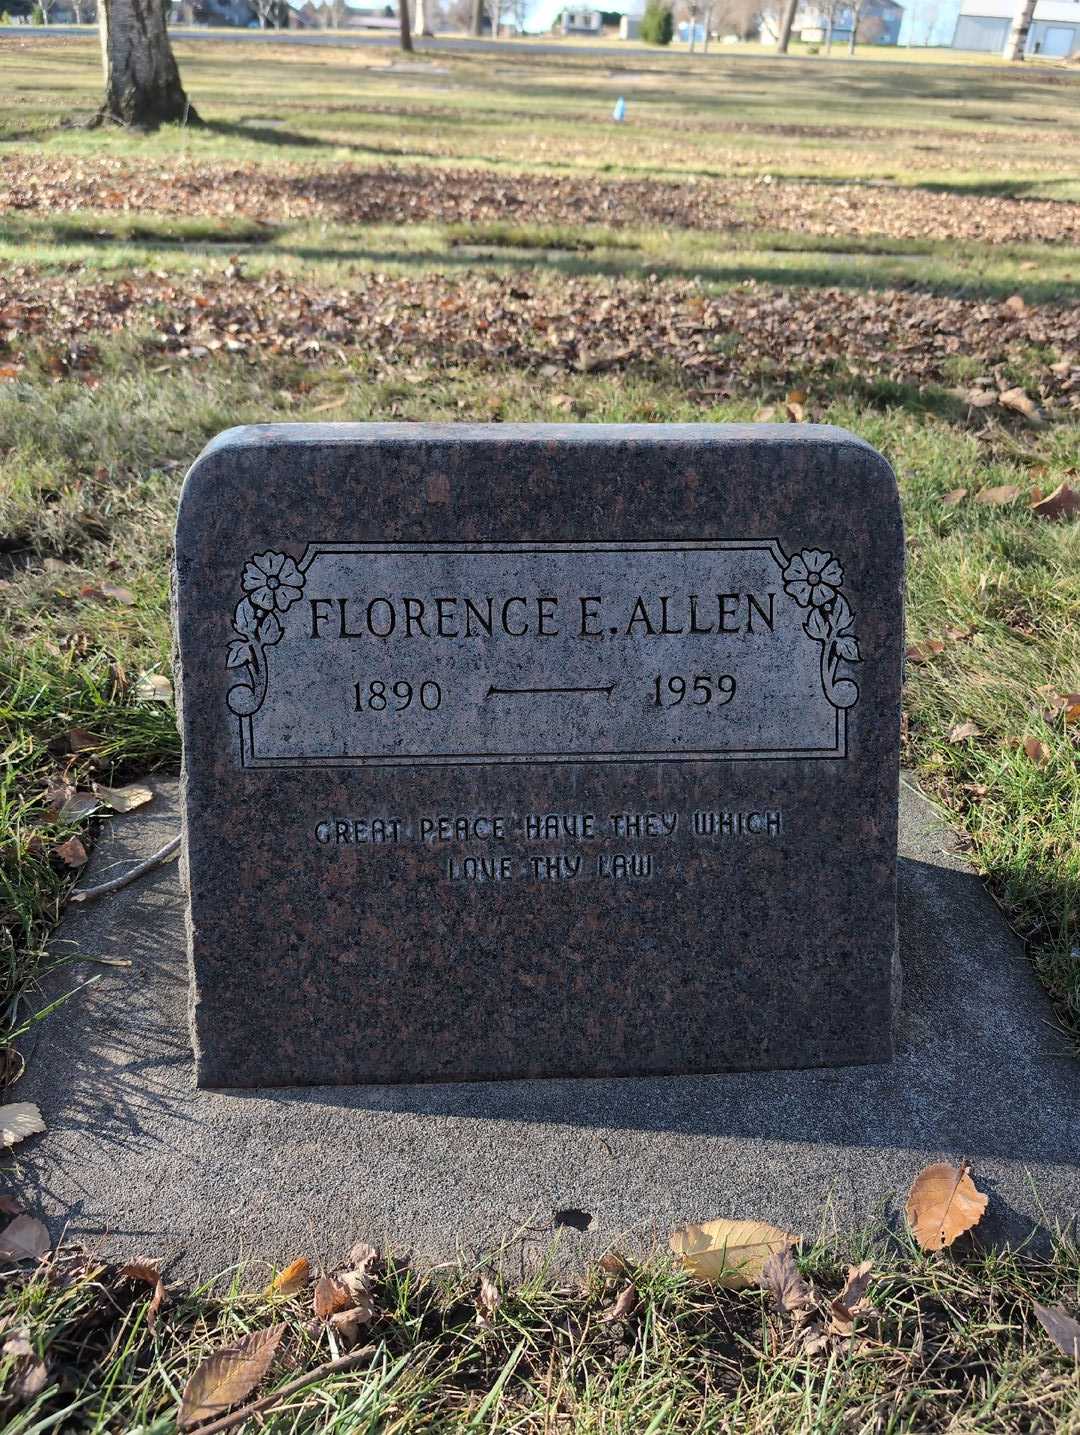 FLORENCE E. ALLEN
1890 — 1959
GREAT PEACE HAVE THEY WHICH
LOVE THY LAW